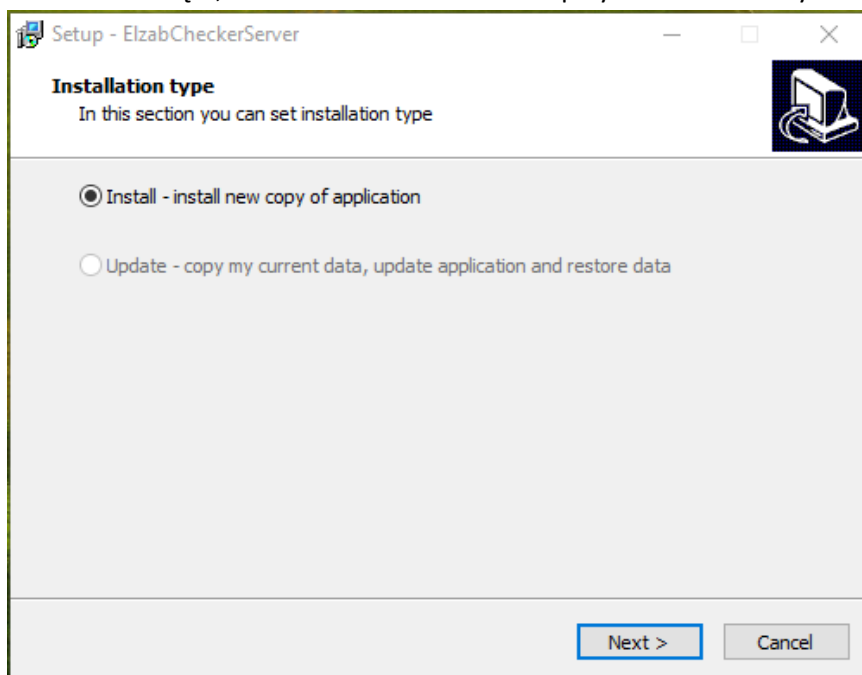 Setup - ElzabCheckerServer
Installation type
In this section you can set installation type
Install - install new copy of application
Update - copy my current data, update application and restore data
Next >
Cancel